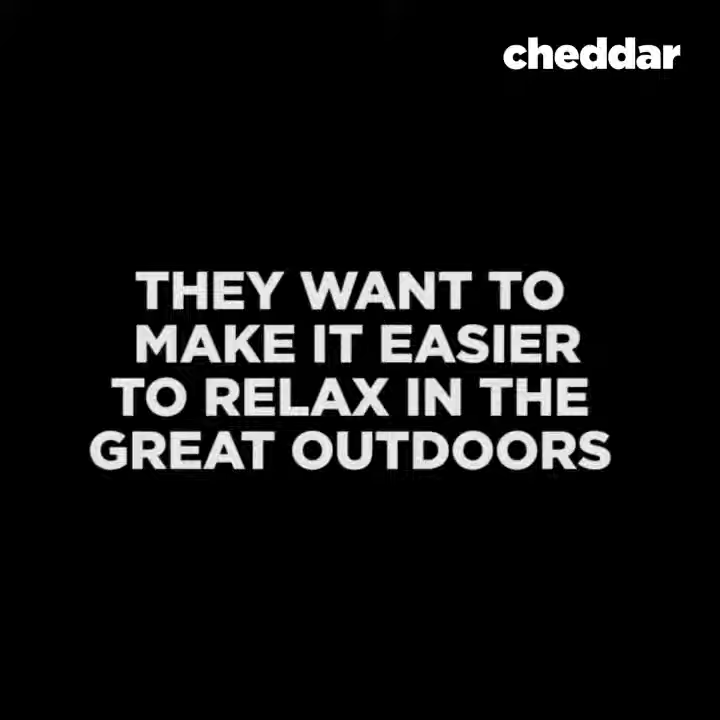 cheddar
THEY WANT TO
MAKE IT EASIER
TO RELAX IN THE
GREAT OUTDOORS